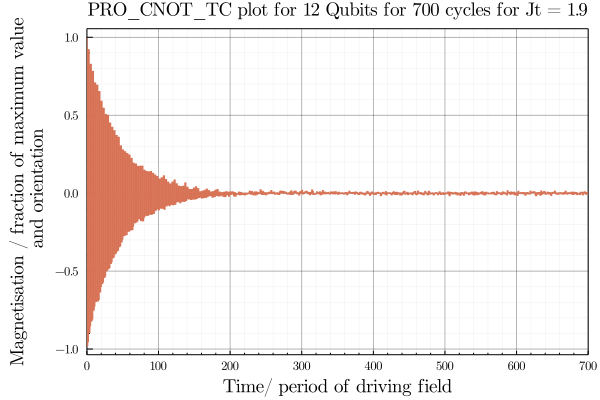 PRO_CNOT_TC plot for 12 Qubits for 700 cycles for Jt = 1.9
Magnetisation / fraction of maximum value
and orientation
1.0
0.5
0.0
−0.5
−1.0
0 100 200 300 400 500 600 700
Time/ period of driving field